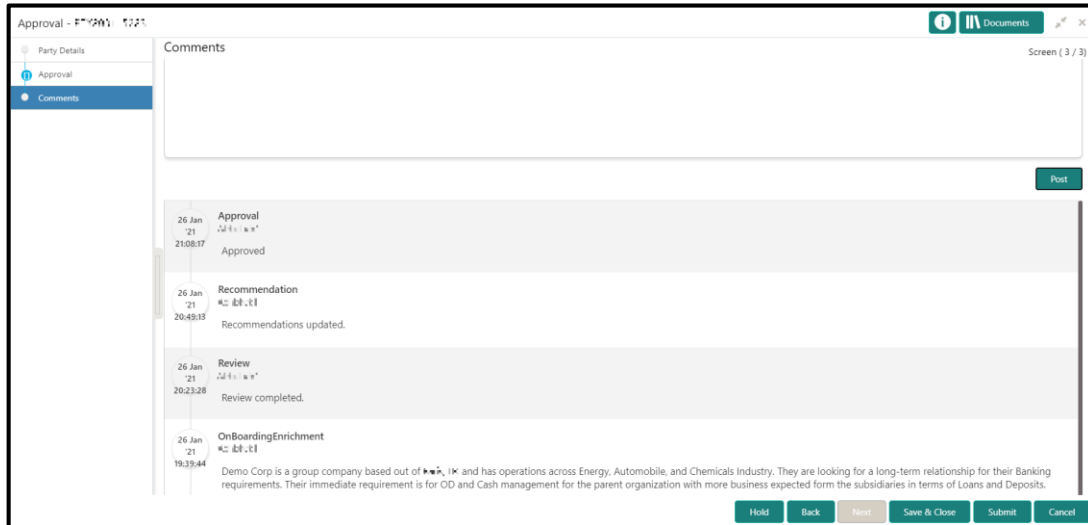 Approval -
Documents
Party Details
Approval
Comments
Comments
Screen ( 3 / 3)
Post
26 Jan
'21
21:08:17
Approval
Approved
26 Jan
'21
20:49:13
Recommendation
Recommendations updated.
26 Jan
'21
20:23:28
Review
Review completed.
26 Jan
'21
19:39:44
OnBoardingEnrichment
Demo Corp is a group company based out of and has operations across Energy, Automobile, and Chemicals Industry. They are looking for a long-term relationship for their Banking
requirements. Their immediate requirement is for OD and Cash management for the parent organization with more business expected form the subsidiaries in terms of Loans and Deposits.
Hold
Back
Next
Save & Close
Submit
Cancel